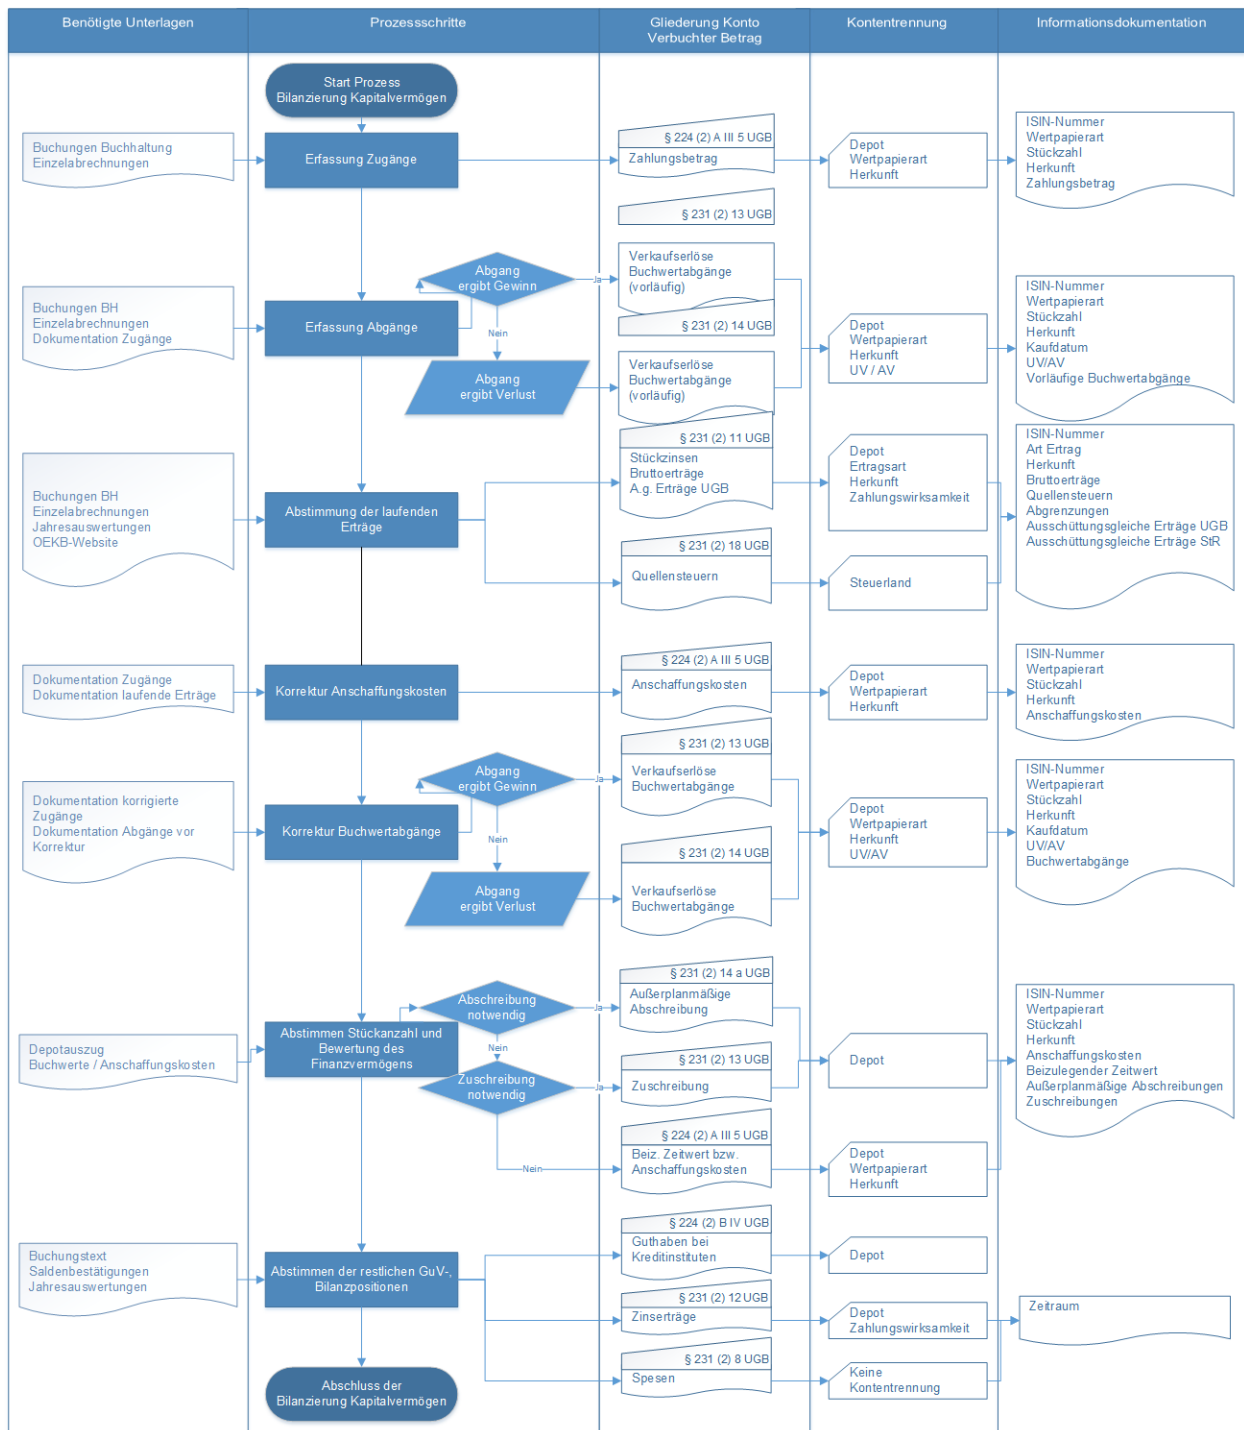 Benötigte Unterlagen
Prozessschritte
Gliederung Konto
Verbuchter Betrag
Kontentrennung
Informationsdokumentation
Start Prozess
Bilanzierung Kapitalvermögen
Buchungen Buchhaltung
Einzelabrechnungen
Erfassung Zugänge
§ 224 (2) A III 5 UGB
Zahlungsbetrag
Depot
Wertpapierart
Herkunft
ISIN-Nummer
Wertpapierart
Stückzahl
Herkunft
Zahlungsbetrag
§ 231 (2) 13 UGB
Buchungen BH
Einzelabrechnungen
Dokumentation Zugänge
Erfassung Abgänge
Abgang
ergibt Gewinn
Ja
Nein
Abgang
ergibt Verlust
Verkaufserlöse
Buchwertabgänge
(vorläufig)
§ 231 (2) 14 UGB
Verkaufserlöse
Buchwertabgänge
(vorläufig)
Depot
Wertpapierart
Herkunft
UV / AV
ISIN-Nummer
Wertpapierart
Stückzahl
Herkunft
Kaufdatum
UV/AV
Vorläufige Buchwertabgänge
Buchungen BH
Einzelabrechnungen
Jahresauswertungen
OEKB-Website
Abstimmung der laufenden
Erträge
§ 231 (2) 11 UGB
Stückzinsen
Bruttoerträge
A.g. Erträge UGB
§ 231 (2) 18 UGB
Quellensteuern
Depot
Ertragsart
Herkunft
Zahlungswirksamkeit
Steuerland
ISIN-Nummer
Art Ertrag
Herkunft
Bruttoerträge
Quellensteuern
Abgrenzungen
Ausschüttungsgleiche Erträge UGB
Ausschüttungsgleiche Erträge StR
Dokumentation Zugänge
Dokumentation laufende Erträge
Korrektur Anschaffungskosten
§ 224 (2) A III 5 UGB
Anschaffungskosten
Depot
Wertpapierart
Herkunft
ISIN-Nummer
Wertpapierart
Stückzahl
Herkunft
Anschaffungskosten
Dokumentation korrigierte
Zugänge
Dokumentation Abgänge vor
Korrektur
Korrektur Buchwertabgänge
Abgang
ergibt Gewinn
Ja
Nein
Abgang
ergibt Verlust
§ 231 (2) 13 UGB
Verkaufserlöse
Buchwertabgänge
§ 231 (2) 14 UGB
Verkaufserlöse
Buchwertabgänge
Depot
Wertpapierart
Herkunft
UV/AV
ISIN-Nummer
Wertpapierart
Stückzahl
Herkunft
Kaufdatum
UV/AV
Buchwertabgänge
Depotauszug
Buchwerte / Anschaffungskosten
Abstimmen Stückanzahl und
Bewertung des
Finanzvermögens
Abschreibung
notwendig
Ja
Nein
Zuschreibung
notwendig
Ja
Nein
§ 231 (2) 14 a UGB
Außerplanmäßige
Abschreibung
§ 231 (2) 13 UGB
Zuschreibung
§ 224 (2) A III 5 UGB
Beiz. Zeitwert bzw.
Anschaffungskosten
Depot
Depot
Wertpapierart
Herkunft
ISIN-Nummer
Wertpapierart
Stückzahl
Herkunft
Anschaffungskosten
Beizulegender Zeitwert
Außerplanmäßige Abschreibungen
Zuschreibungen
Buchungstext
Saldenbestätigungen
Jahresauswertungen
Abstimmen der restlichen GuV-,
Bilanzpositionen
§ 224 (2) B IV UGB
Guthaben bei
Kreditinstituten
Depot
§ 231 (2) 12 UGB
Zinserträge
Depot
Zahlungswirksamkeit
Zeitraum
§ 231 (2) 8 UGB
Spesen
Keine
Kontentrennung
Abschluss der
Bilanzierung Kapitalvermögen